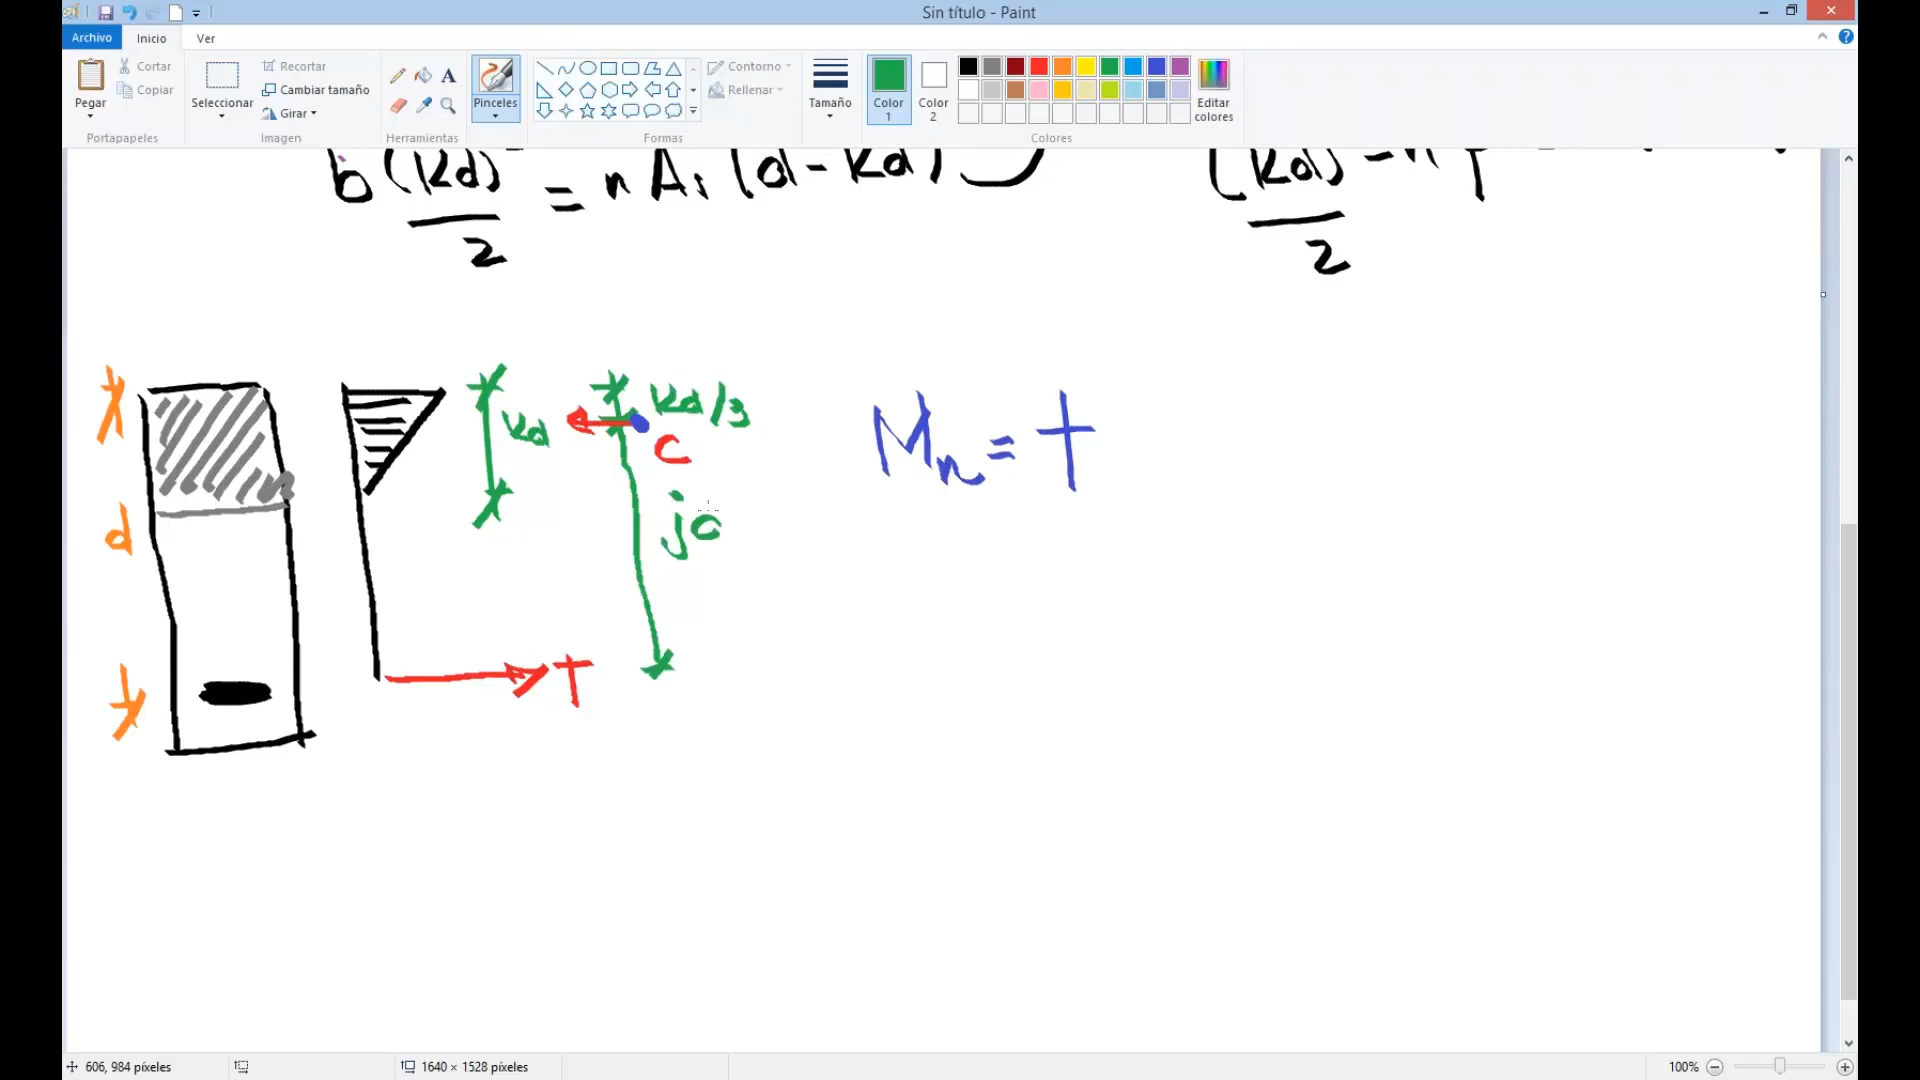 Sin título - Paint
Archivo Inicio Ver
Pegar
Cortar
Copiar
Portapapeles
Seleccionar
Recortar
Cambiar tamaño
Girar
Imagen
A
Herramientas
Pinceles
Contorno
Rellenar
Formas
Tamaño
Color 1
Color 2
Editar colores
Colores
b (kd)
2
= n As (d - kd)
(kd)
2
d
kd
kd/3
C
jc
T
Mn = T
606, 984 píxeles
1640 × 1528 píxeles
100%